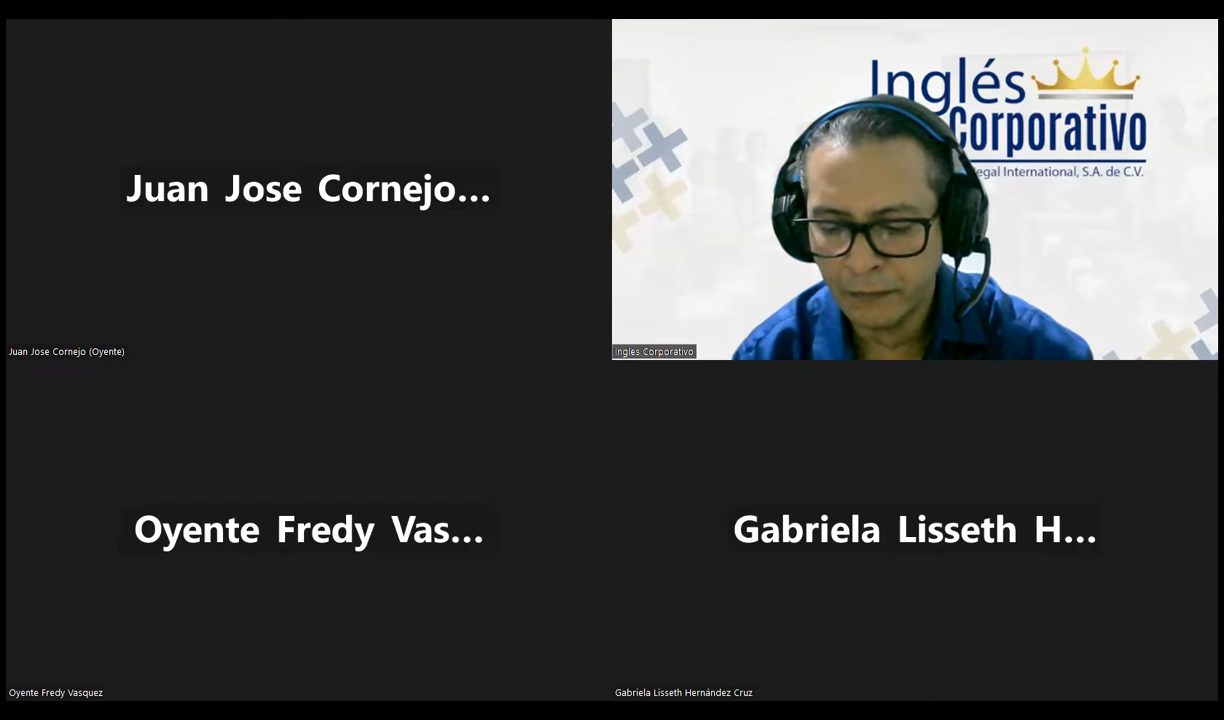 Juan Jose Cornejo...
Juan Jose Cornejo (Oyente)
Inglés
Corporativo
egal International, S.A. de C.V.
Ingles Corporativo
Oyente Fredy Vas...
Oyente Fredy Vasquez
Gabriela Lisseth H...
Gabriela Lisseth Hernández Cruz